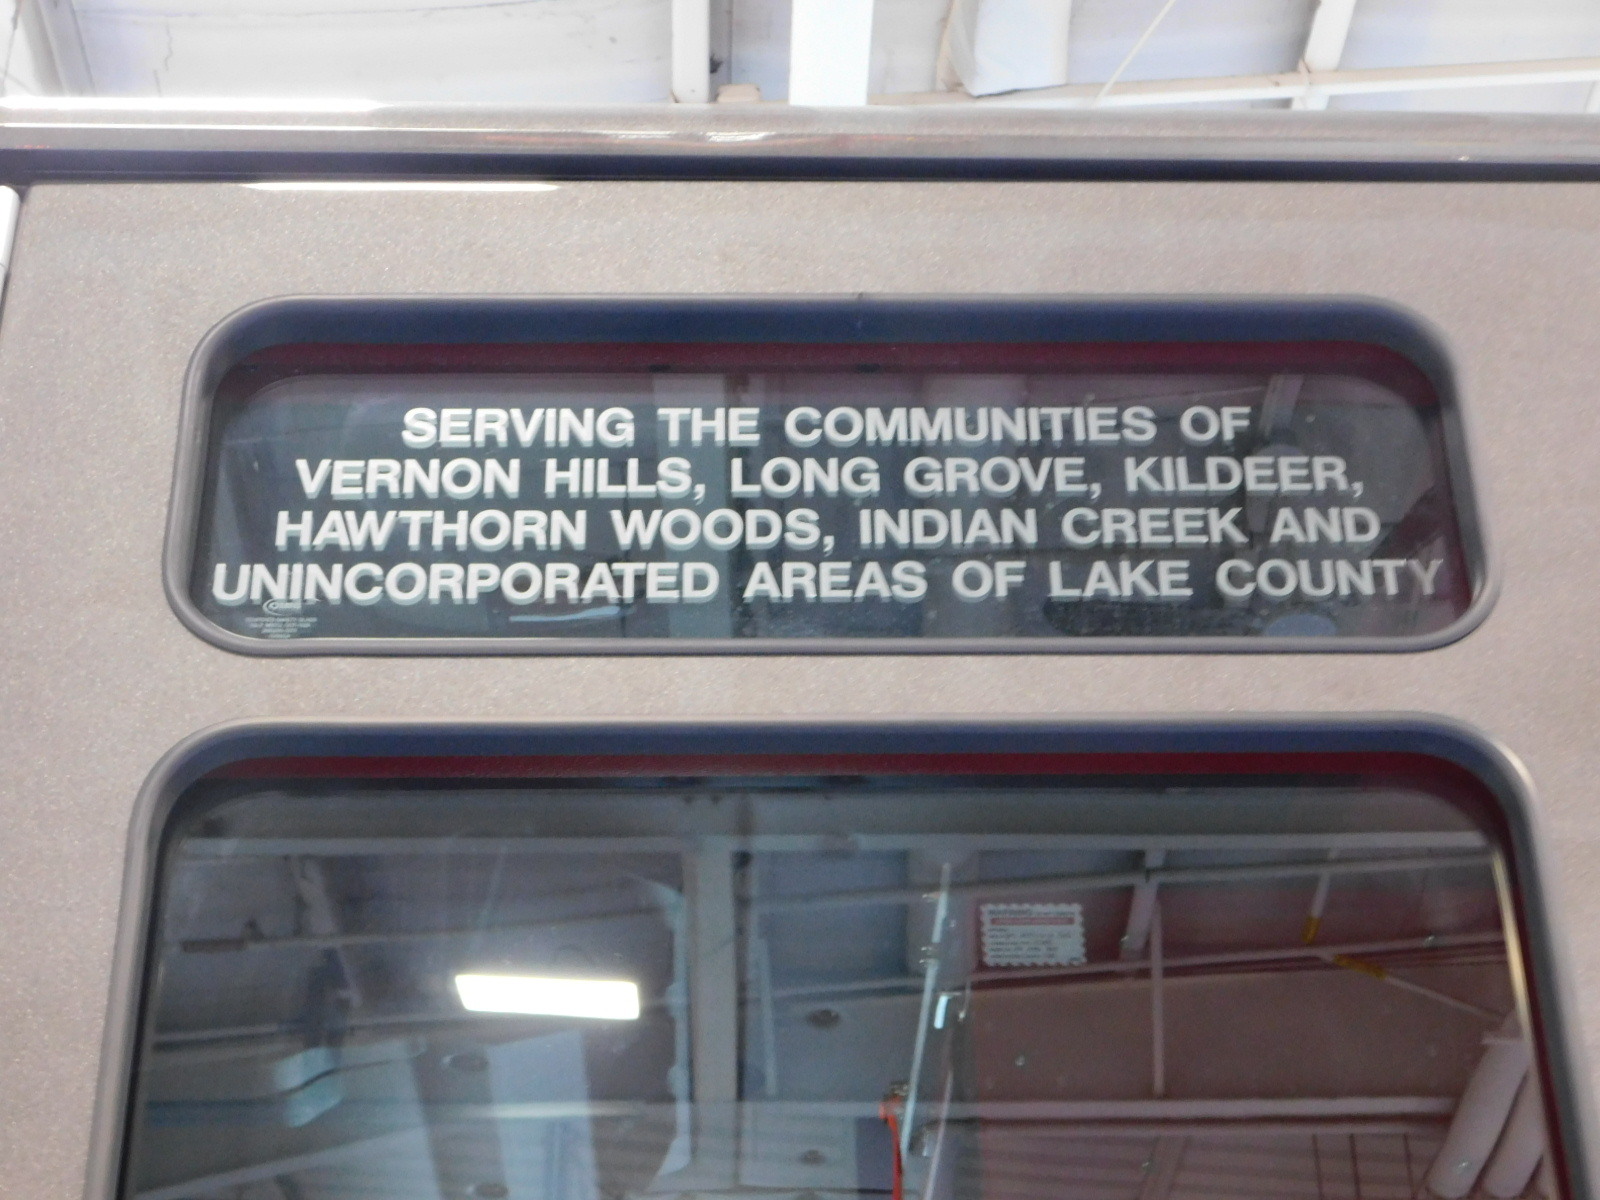 SERVING THE COMMUNITIES OF
VERNON HILLS, LONG GROVE, KILDEER,
HAWTHORN WOODS, INDIAN CREEK AND
UNINCORPORATED AREAS OF LAKE COUNTY